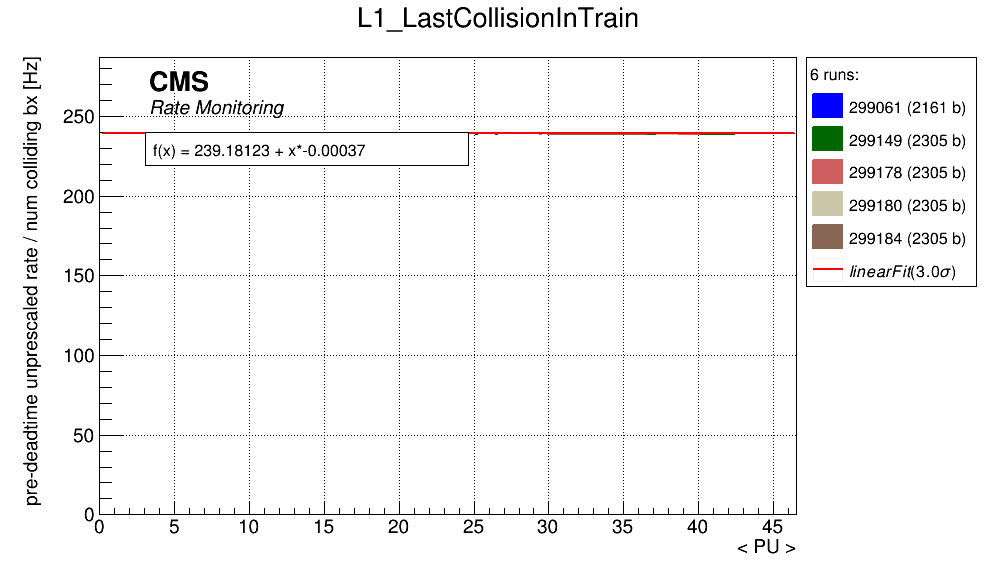 L1_LastCollisionInTrain
pre-deadtime unprescaled rate / num colliding bx [Hz]
CMS
Rate Monitoring
f(x) = 239.18123 + x*-0.00037
250
200
150
100
50
0
0 5 10 15 20 25 30 35 40 45
< PU >
6 runs:
299061 (2161 b)
299149 (2305 b)
299178 (2305 b)
299180 (2305 b)
299184 (2305 b)
linearFit(3.0σ)